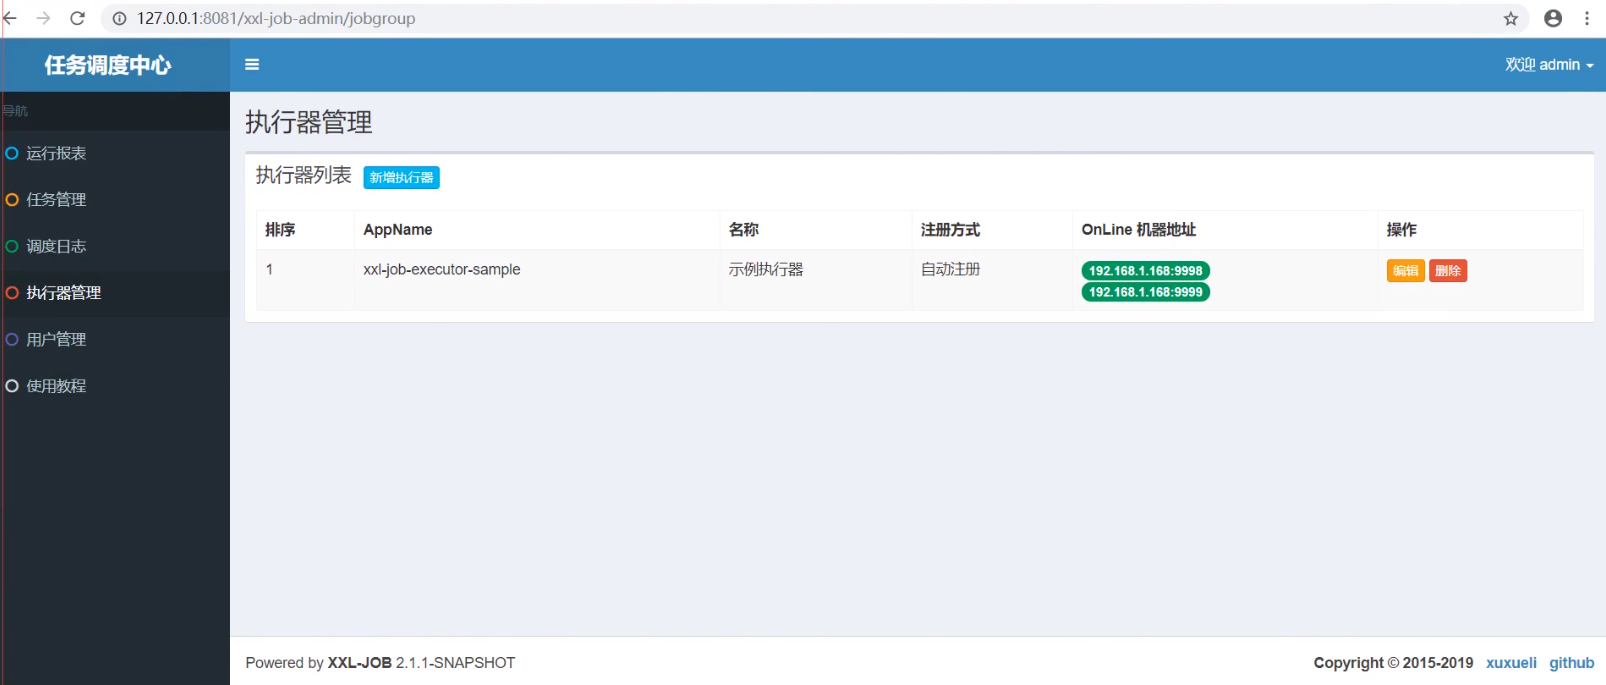 127.0.0.1:8081/xxl-job-admin/jobgroup
任务调度中心
欢迎 admin
导航
运行报表
任务管理
调度日志
执行器管理
用户管理
使用教程
执行器管理
执行器列表 新增执行器
排序 AppName 名称 注册方式 OnLine 机器地址 操作
1 xxl-job-executor-sample 示例执行器 自动注册 192.168.1.168:9998 编辑 删除
192.168.1.168:9999
Powered by XXL-JOB 2.1.1-SNAPSHOT
Copyright © 2015-2019 xuxueli github